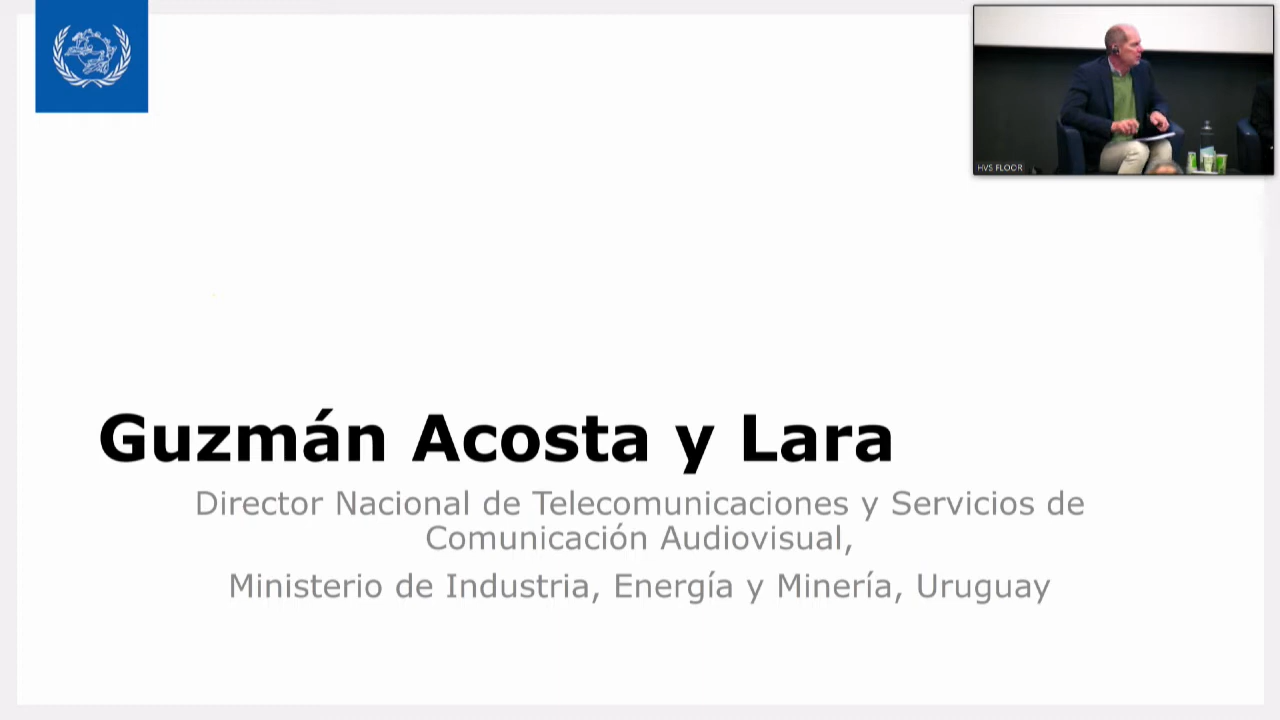 HVS FLOOR
Guzmán Acosta y Lara
Director Nacional de Telecomunicaciones y Servicios de
Comunicación Audiovisual,
Ministerio de Industria, Energía y Minería, Uruguay